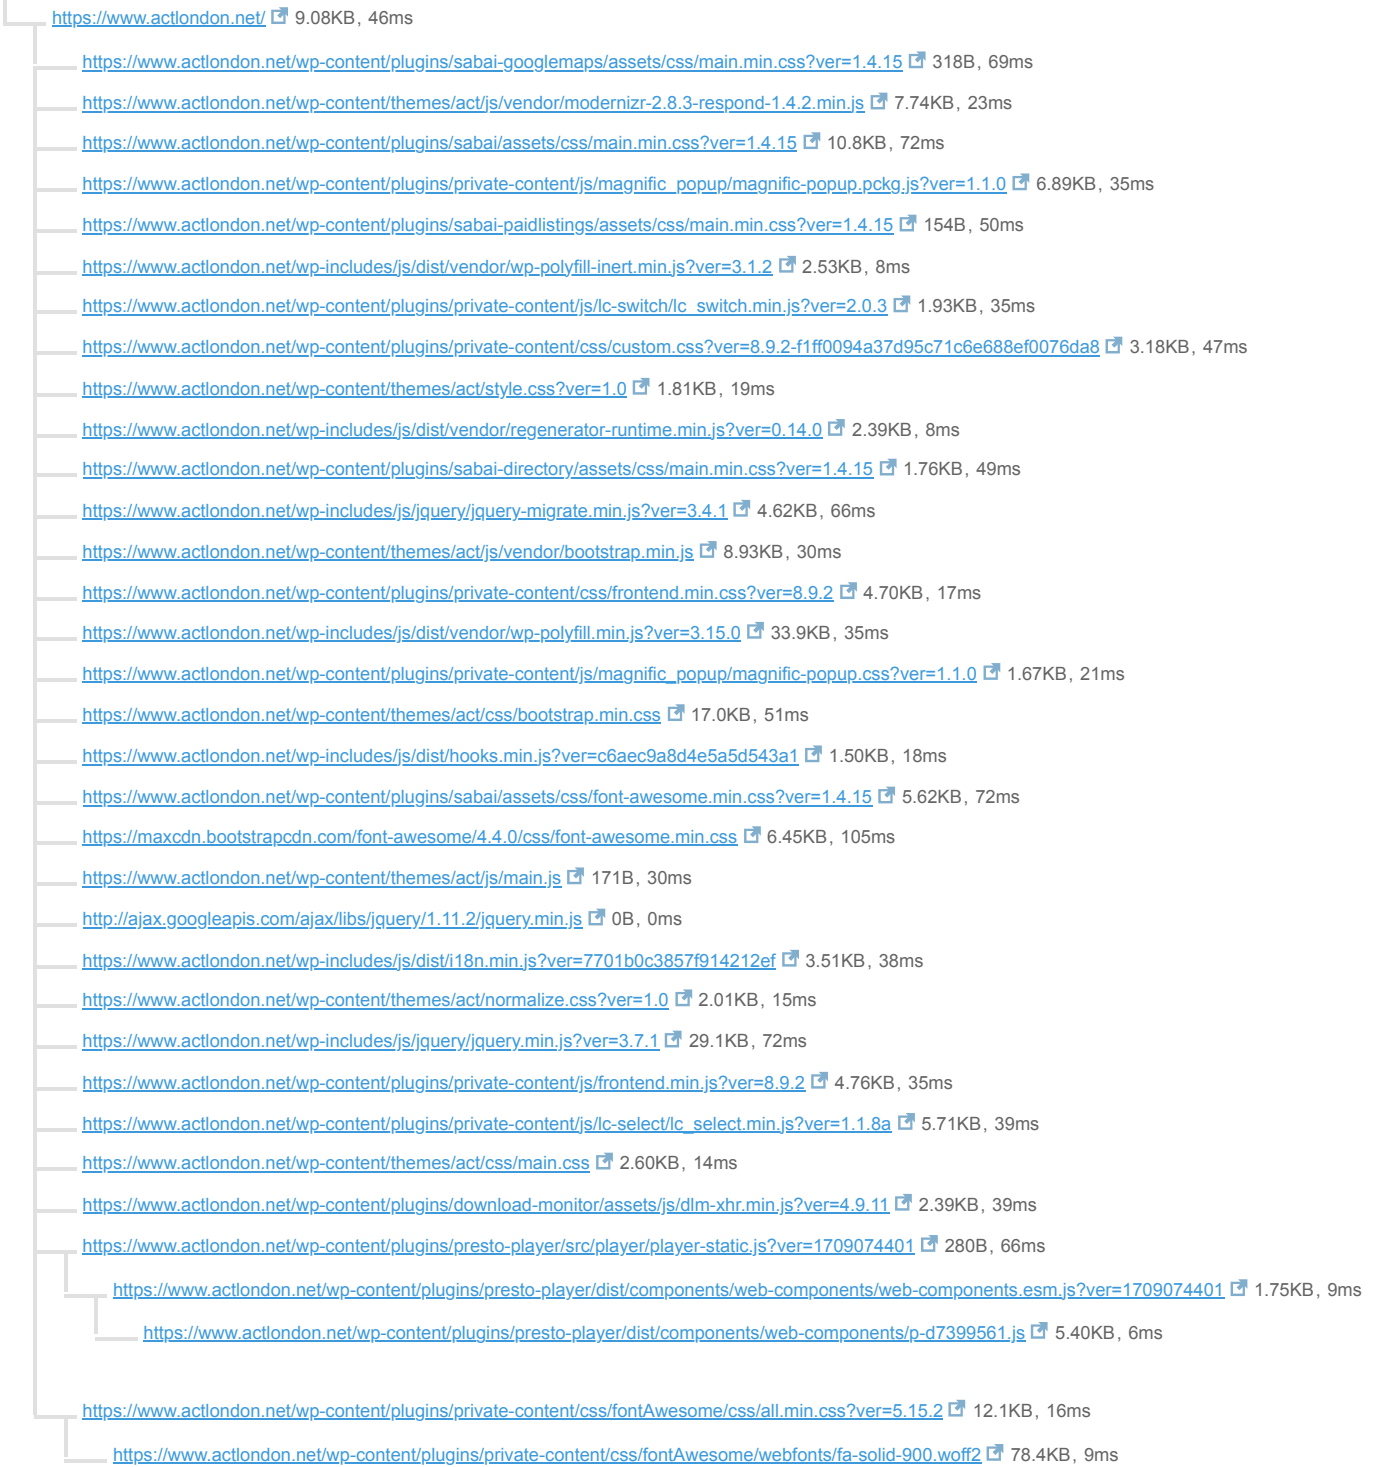 https://www.actlondon.net/ 9.08KB, 46ms
https://www.actlondon.net/wp-content/plugins/sabai-googlemaps/assets/css/main.min.css?ver=1.4.15 318B, 69ms
https://www.actlondon.net/wp-content/themes/act/js/vendor/modernizr-2.8.3-respond-1.4.2.min.js 7.74KB, 23ms
https://www.actlondon.net/wp-content/plugins/sabai/assets/css/main.min.css?ver=1.4.15 10.8KB, 72ms
https://www.actlondon.net/wp-content/plugins/private-content/js/magnific_popup/magnific-popup.pckg.js?ver=1.1.0 6.89KB, 35ms
https://www.actlondon.net/wp-content/plugins/sabai-paidlistings/assets/css/main.min.css?ver=1.4.15 154B, 50ms
https://www.actlondon.net/wp-includes/js/dist/vendor/wp-polyfill-inert.min.js?ver=3.1.2 2.53KB, 8ms
https://www.actlondon.net/wp-content/plugins/private-content/js/lc-switch/lc_switch.min.js?ver=2.0.3 1.93KB, 35ms
https://www.actlondon.net/wp-content/plugins/private-content/css/custom.css?ver=8.9.2-f1ff0094a37d95c71c6e688ef0076da8 3.18KB, 47ms
https://www.actlondon.net/wp-content/themes/act/style.css?ver=1.0 1.81KB, 19ms
https://www.actlondon.net/wp-includes/js/dist/vendor/regenerator-runtime.min.js?ver=0.14.0 2.39KB, 8ms
https://www.actlondon.net/wp-content/plugins/sabai-directory/assets/css/main.min.css?ver=1.4.15 1.76KB, 49ms
https://www.actlondon.net/wp-includes/js/jquery/jquery-migrate.min.js?ver=3.4.1 4.62KB, 66ms
https://www.actlondon.net/wp-content/themes/act/js/vendor/bootstrap.min.js 8.93KB, 30ms
https://www.actlondon.net/wp-content/plugins/private-content/css/frontend.min.css?ver=8.9.2 4.70KB, 17ms
https://www.actlondon.net/wp-includes/js/dist/vendor/wp-polyfill.min.js?ver=3.15.0 33.9KB, 35ms
https://www.actlondon.net/wp-content/plugins/private-content/js/magnific_popup/magnific-popup.css?ver=1.1.0 1.67KB, 21ms
https://www.actlondon.net/wp-content/themes/act/css/bootstrap.min.css 17.0KB, 51ms
https://www.actlondon.net/wp-includes/js/dist/hooks.min.js?ver=c6aec9a8d4e5a5d543a1 1.50KB, 18ms
https://www.actlondon.net/wp-content/plugins/sabai/assets/css/font-awesome.min.css?ver=1.4.15 5.62KB, 72ms
https://maxcdn.bootstrapcdn.com/font-awesome/4.4.0/css/font-awesome.min.css 6.45KB, 105ms
https://www.actlondon.net/wp-content/themes/act/js/main.js 171B, 30ms
http://ajax.googleapis.com/ajax/libs/jquery/1.11.2/jquery.min.js 0B, 0ms
https://www.actlondon.net/wp-includes/js/dist/i18n.min.js?ver=7701b0c3857f914212ef 3.51KB, 38ms
https://www.actlondon.net/wp-content/themes/act/normalize.css?ver=1.0 2.01KB, 15ms
https://www.actlondon.net/wp-includes/js/jquery/jquery.min.js?ver=3.7.1 29.1KB, 72ms
https://www.actlondon.net/wp-content/plugins/private-content/js/frontend.min.js?ver=8.9.2 4.76KB, 35ms
https://www.actlondon.net/wp-content/plugins/private-content/js/lc-select/lc_select.min.js?ver=1.1.8a 5.71KB, 39ms
https://www.actlondon.net/wp-content/themes/act/css/main.css 2.60KB, 14ms
https://www.actlondon.net/wp-content/plugins/download-monitor/assets/js/dlm-xhr.min.js?ver=4.9.11 2.39KB, 39ms
https://www.actlondon.net/wp-content/plugins/presto-player/src/player/player-static.js?ver=1709074401 280B, 66ms
https://www.actlondon.net/wp-content/plugins/presto-player/dist/components/web-components/web-components.esm.js?ver=1709074401 1.75KB, 9ms
https://www.actlondon.net/wp-content/plugins/presto-player/dist/components/web-components/p-d7399561.js 5.40KB, 6ms
https://www.actlondon.net/wp-content/plugins/private-content/css/fontAwesome/css/all.min.css?ver=5.15.2 12.1KB, 16ms
https://www.actlondon.net/wp-content/plugins/private-content/css/fontAwesome/webfonts/fa-solid-900.woff2 78.4KB, 9ms